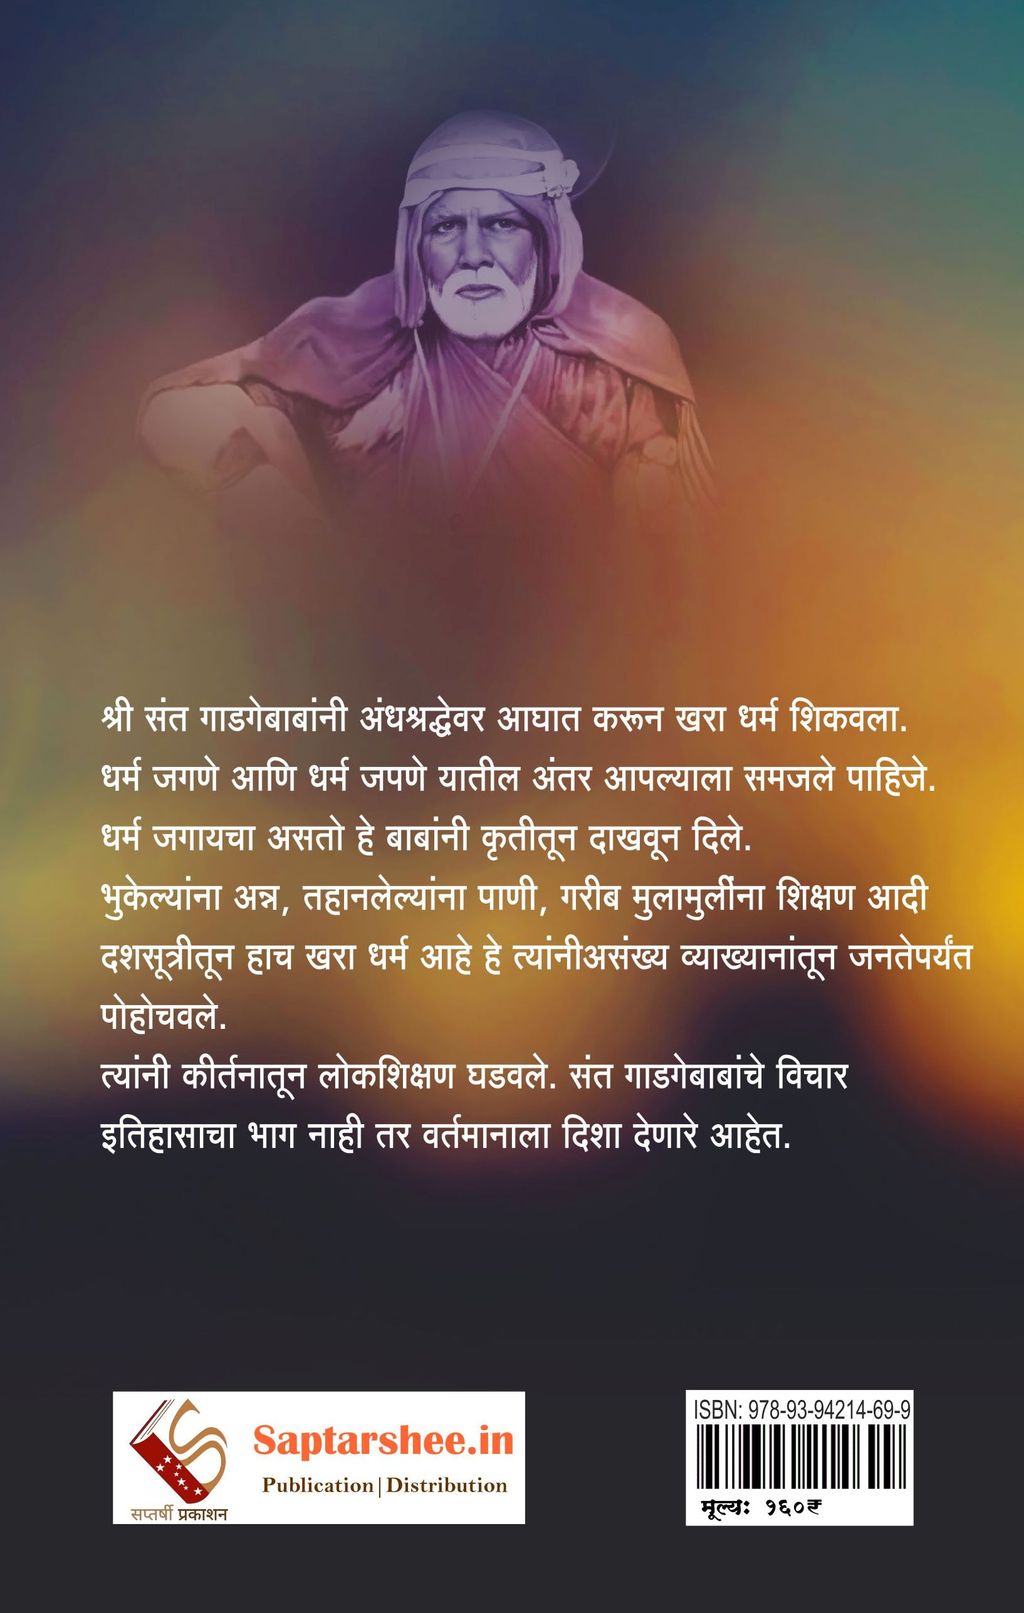 श्री संत गाडगेबाबांनी अंधश्रद्धेवर आघात करून खरा धर्म शिकवला.
धर्म जगणे आणि धर्म जपणे यातील अंतर आपल्याला समजले पाहिजे.
धर्म जगायचा असतो हे बाबांनी कृतीतून दाखवून दिले.
भुकेल्यांना अन्न, तहानलेल्यांना पाणी, गरीब मुलामुलींना शिक्षण आदी
दशसूत्रीतून हाच खरा धर्म आहे हे त्यांनीअसंख्य व्याख्यानांतून जनतेपर्यंत
पोहोचवले.
त्यांनी कीर्तनातून लोकशिक्षण घडवले. संत गाडगेबाबांचे विचार
इतिहासाचा भाग नाही तर वर्तमानाला दिशा देणारे आहेत.
Saptarshee.in
Publication|Distribution
सप्तर्षी प्रकाशन
ISBN: 978-93-94214-69-9
मूल्य: १६०₹